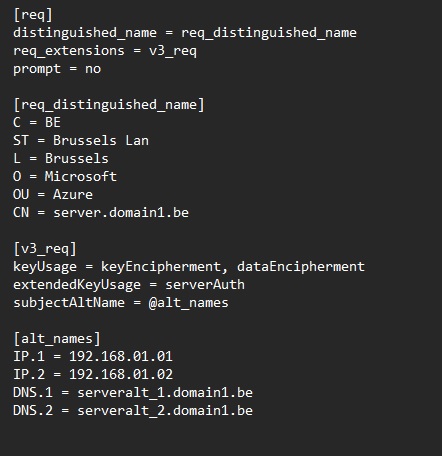 [req]
distinguished_name = req_distinguished_name
req_extensions = v3_req
prompt = no

[req_distinguished_name]
C = BE
ST = Brussels Lan
L = Brussels
O = Microsoft
OU = Azure
CN = server.domain1.be

[v3_req]
keyUsage = keyEncipherment, dataEncipherment
extendedKeyUsage = serverAuth
subjectAltName = @alt_names

[alt_names]
IP.1 = 192.168.01.01
IP.2 = 192.168.01.02
DNS.1 = serveralt_1.domain1.be
DNS.2 = serveralt_2.domain1.be